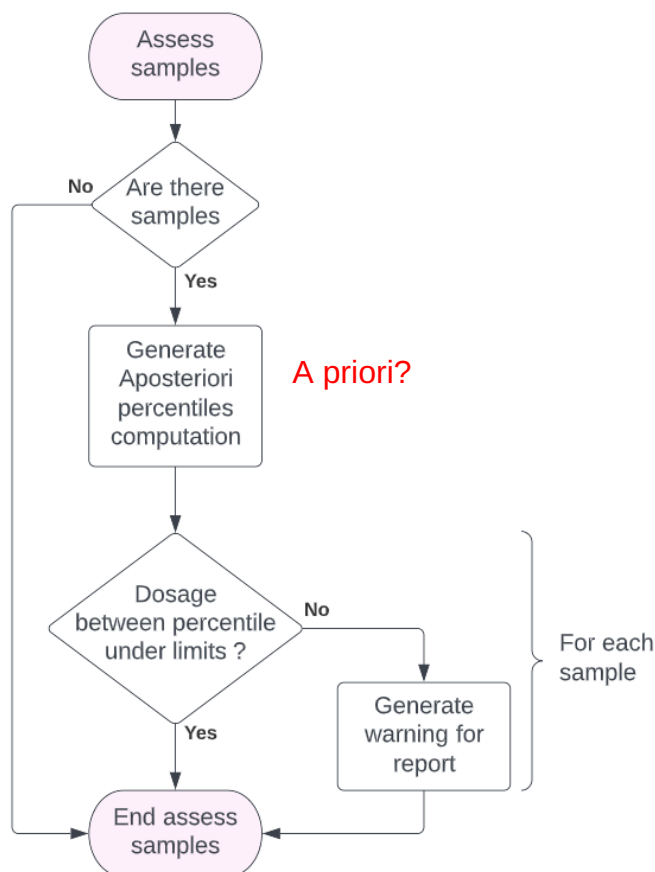 Assess
samples
No
Are there
samples
Yes
Generate
Aposteriori
percentiles
computation
A priori?
Dosage
between percentile
under limits ?
No
For each
sample
Generate
warning for
report
Yes
End assess
samples